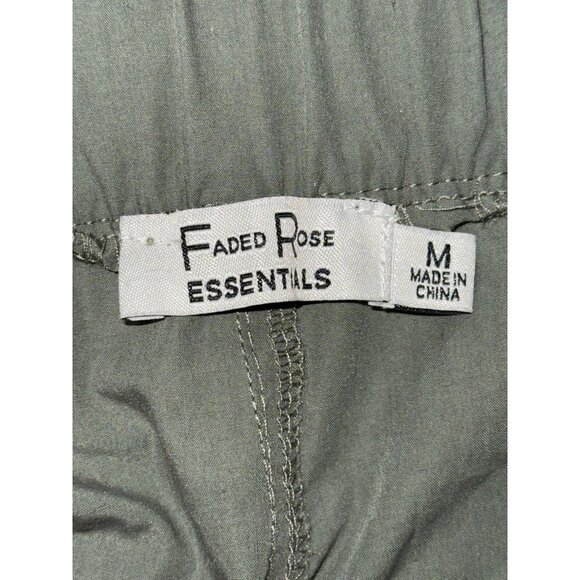 FADED ROSE
ESSENTIALS
M
MADE IN
CHINA